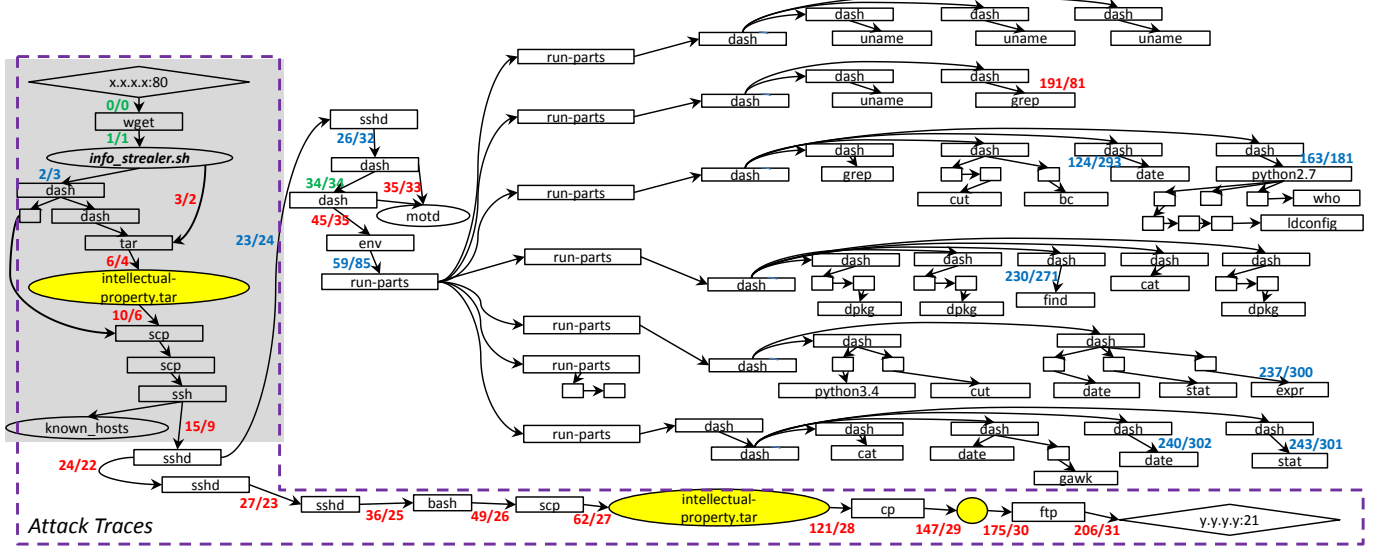 x.x.x.x:80
0/0
wget
1/1
info_strealer.sh
2/3
dash
3/2
dash
tar
6/4
intellectual-
property.tar
10/6
scp
scp
ssh
known_hosts
15/9
sshd
24/22
sshd
27/23
23/24
sshd
26/32
dash
34/34
35/33
dash
motd
45/35
env
59/85
run-parts
run-parts
dash
dash
uname
dash
uname
dash
uname
run-parts
dash
dash
uname
dash
191/81
grep
run-parts
dash
dash
grep
dash
cut
bc
dash
124/293
date
dash
163/181
python2.7
who
ldconfig
run-parts
dash
dash
dpkg
dash
dpkg
dash
230/271
find
dash
cat
dash
dpkg
run-parts
dash
dash
python3.4
cut
dash
date
stat
237/300
expr
run-parts
run-parts
dash
dash
dash
cat
dash
date
gawk
dash
240/302
date
dash
243/301
stat
sshd
36/25
bash
49/26
scp
62/27
intellectual-
property.tar
121/28
cp
147/29
175/30
ftp
206/31
y.y.y.y:21
Attack Traces